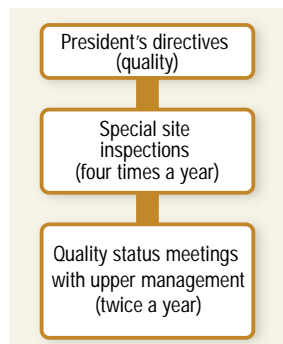 President’s directives
(quality)
Special site
inspections
(four times a year)
Quality status meetings
with upper management
(twice a year)